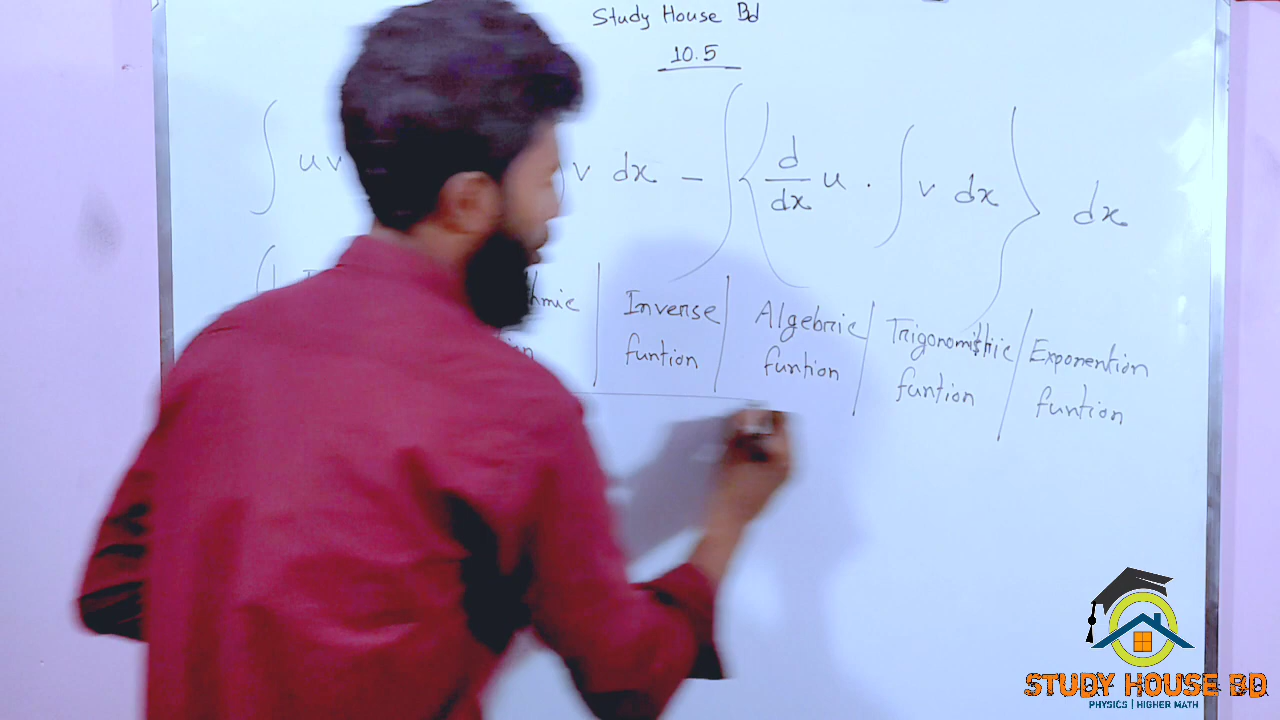 Study House Bd
10.5
∫ uv v dx - ∫ { d/dx u . ∫ v dx } dx
Inverse funtion
Algebric funtion
Trigonomithic funtion
Exponention funtion
STUDY HOUSE BD
PHYSICS | HIGHER MATH